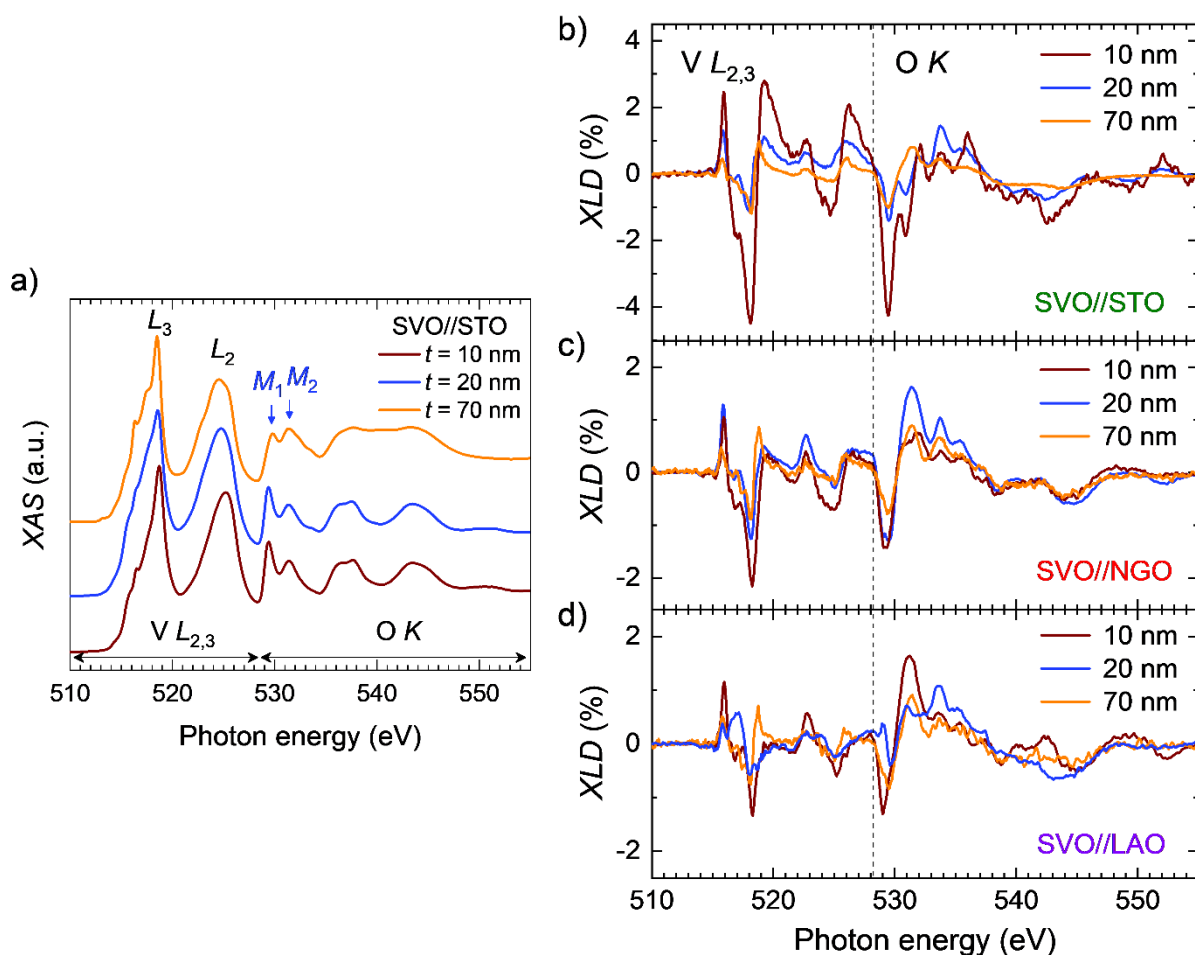 a)
SVO//STO
t = 10 nm
t = 20 nm
t = 70 nm
L3
L2
M1
M2
XAS (a.u.)
V L2,3
O K
510 520 530 540 550
Photon energy (eV)
b)
V L2,3
O K
10 nm
20 nm
70 nm
4
2
0
-2
-4
XLD (%)
SVO//STO
c)
10 nm
20 nm
70 nm
2
0
-2
XLD (%)
SVO//NGO
d)
10 nm
20 nm
70 nm
2
0
-2
XLD (%)
SVO//LAO
510 520 530 540 550
Photon energy (eV)